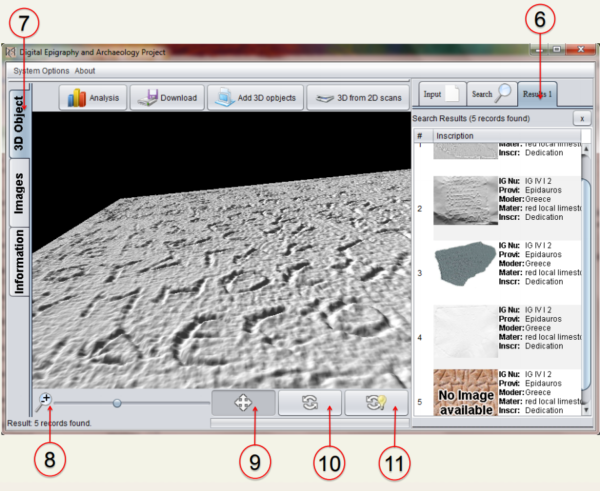 7
6
Digital Epigraphy and Archaeology Project
System Options About
Analysis
Download
Add 3D opbjects
3D from 2D scans
Input
Search
Results 1
3D Object
Images
Information
Search Results (5 records found)
x
# Inscription
1
Mater: red local limesto
Inscr: Dedication
2
IG Nu: IG IV I 2
Provi: Epidauros
Moder: Greece
Mater: red local limesto
Inscr: Dedication
3
IG Nu: IG IV I 2
Provi: Epidauros
Moder: Greece
Mater: red local limesto
Inscr: Dedication
4
IG Nu: IG IV I 2
Provi: Epidauros
Moder: Greece
Mater: red local limesto
Inscr: Dedication
5
No Image
available
IG Nu: IG IV I 2
Provi: Epidauros
Moder: Greece
Mater: red local limesto
Inscr: Dedication
Result: 5 records found.
8
9
10
11